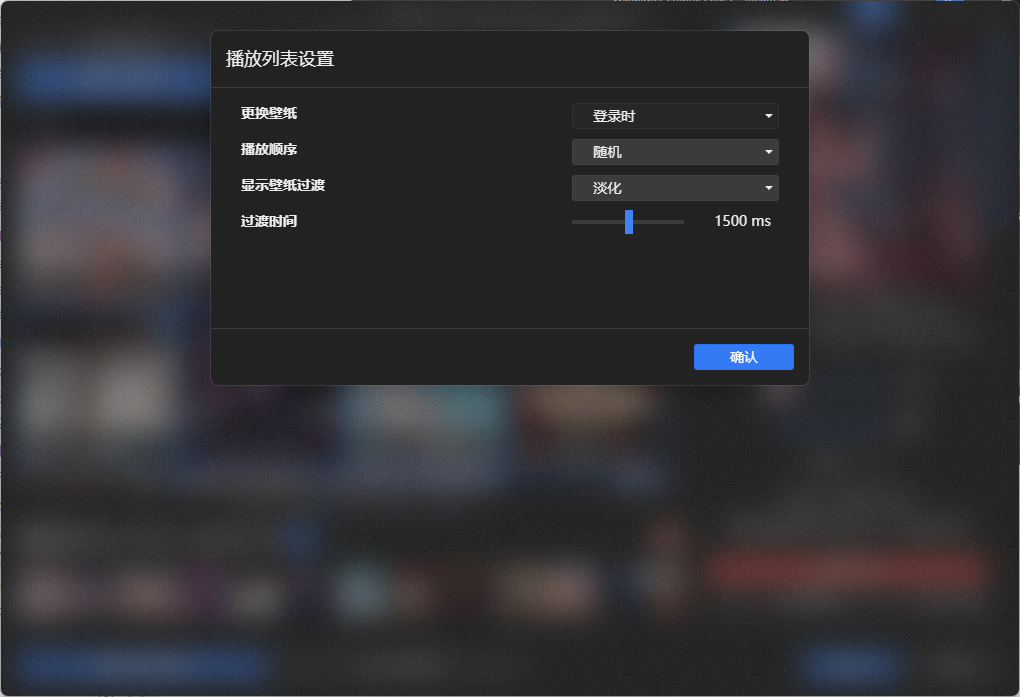 播放列表设置
更换壁纸 登录时
播放顺序 随机
显示壁纸过渡 淡化
过渡时间 1500 ms
确认